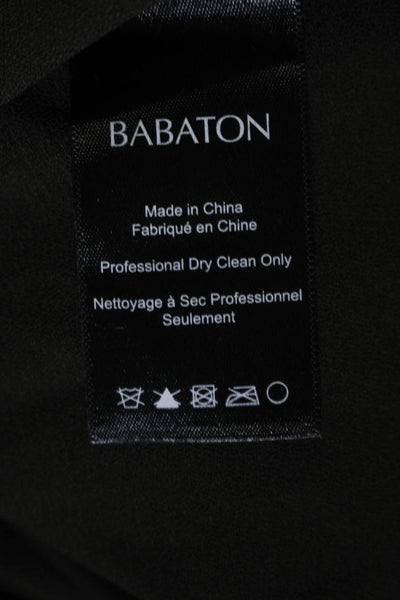 BABATON
Made in China
Fabriqué en Chine
Professional Dry Clean Only
Nettoyage à Sec Professionnel
Seulement